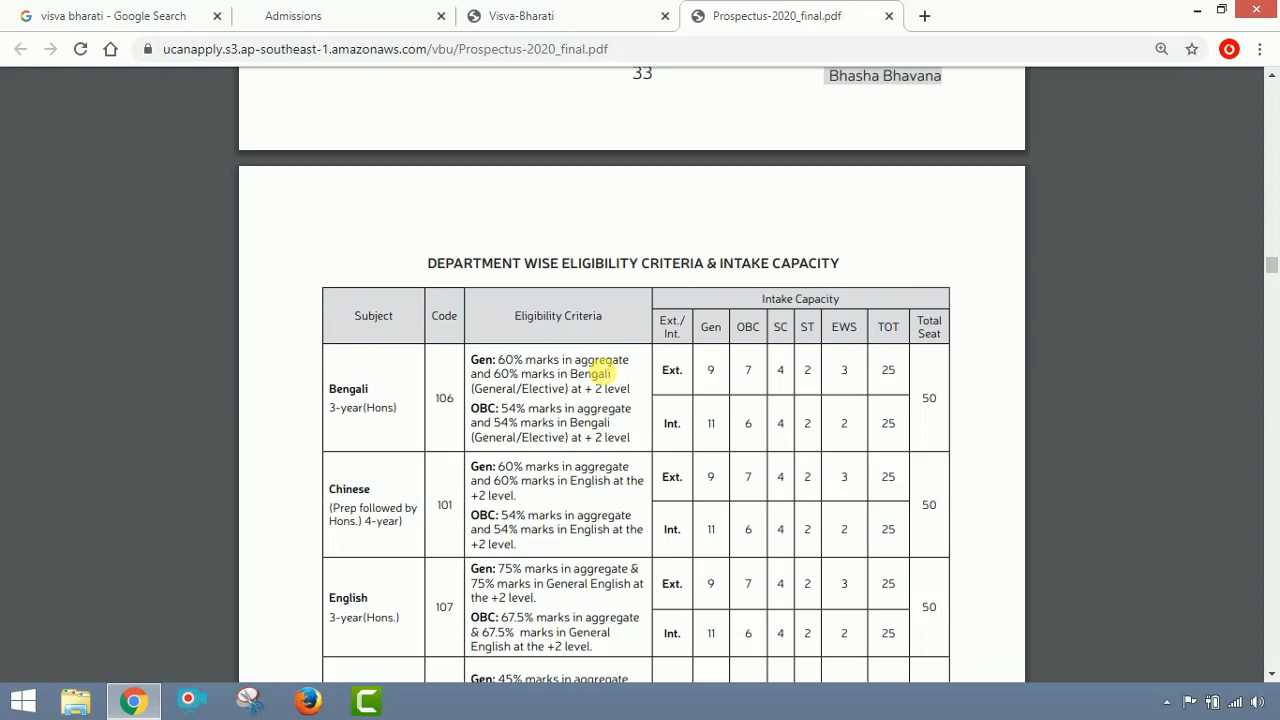 visva bharati - Google Search
Admissions
Visva-Bharati
Prospectus-2020_final.pdf
ucanapply.s3.ap-southeast-1.amazonaws.com/vbu/Prospectus-2020_final.pdf
33
Bhasha Bhavana
DEPARTMENT WISE ELIGIBILITY CRITERIA & INTAKE CAPACITY
Subject
Code
Eligibility Criteria
Intake Capacity
Ext./
Int.
Gen
OBC
SC
ST
EWS
TOT
Total
Seat
Bengali
3-year(Hons)
106
Gen: 60% marks in aggregate
and 60% marks in Bengali
(General/Elective) at + 2 level
OBC: 54% marks in aggregate
and 54% marks in Bengali
(General/Elective) at + 2 level
Ext. 9 7 4 2 3 25
Int. 11 6 4 2 2 25
50
Chinese
(Prep followed by
Hons.) 4-year)
101
Gen: 60% marks in aggregate
and 60% marks in English at the
+2 level.
OBC: 54% marks in aggregate
and 54% marks in English at the
+2 level.
Ext. 9 7 4 2 3 25
Int. 11 6 4 2 2 25
50
English
3-year(Hons.)
107
Gen: 75% marks in aggregate &
75% marks in General English at
the +2 level.
OBC: 67.5% marks in aggregate
& 67.5% marks in General
English at the +2 level.
Ext. 9 7 4 2 3 25
Int. 11 6 4 2 2 25
50
Gen: 45% marks in aggregate